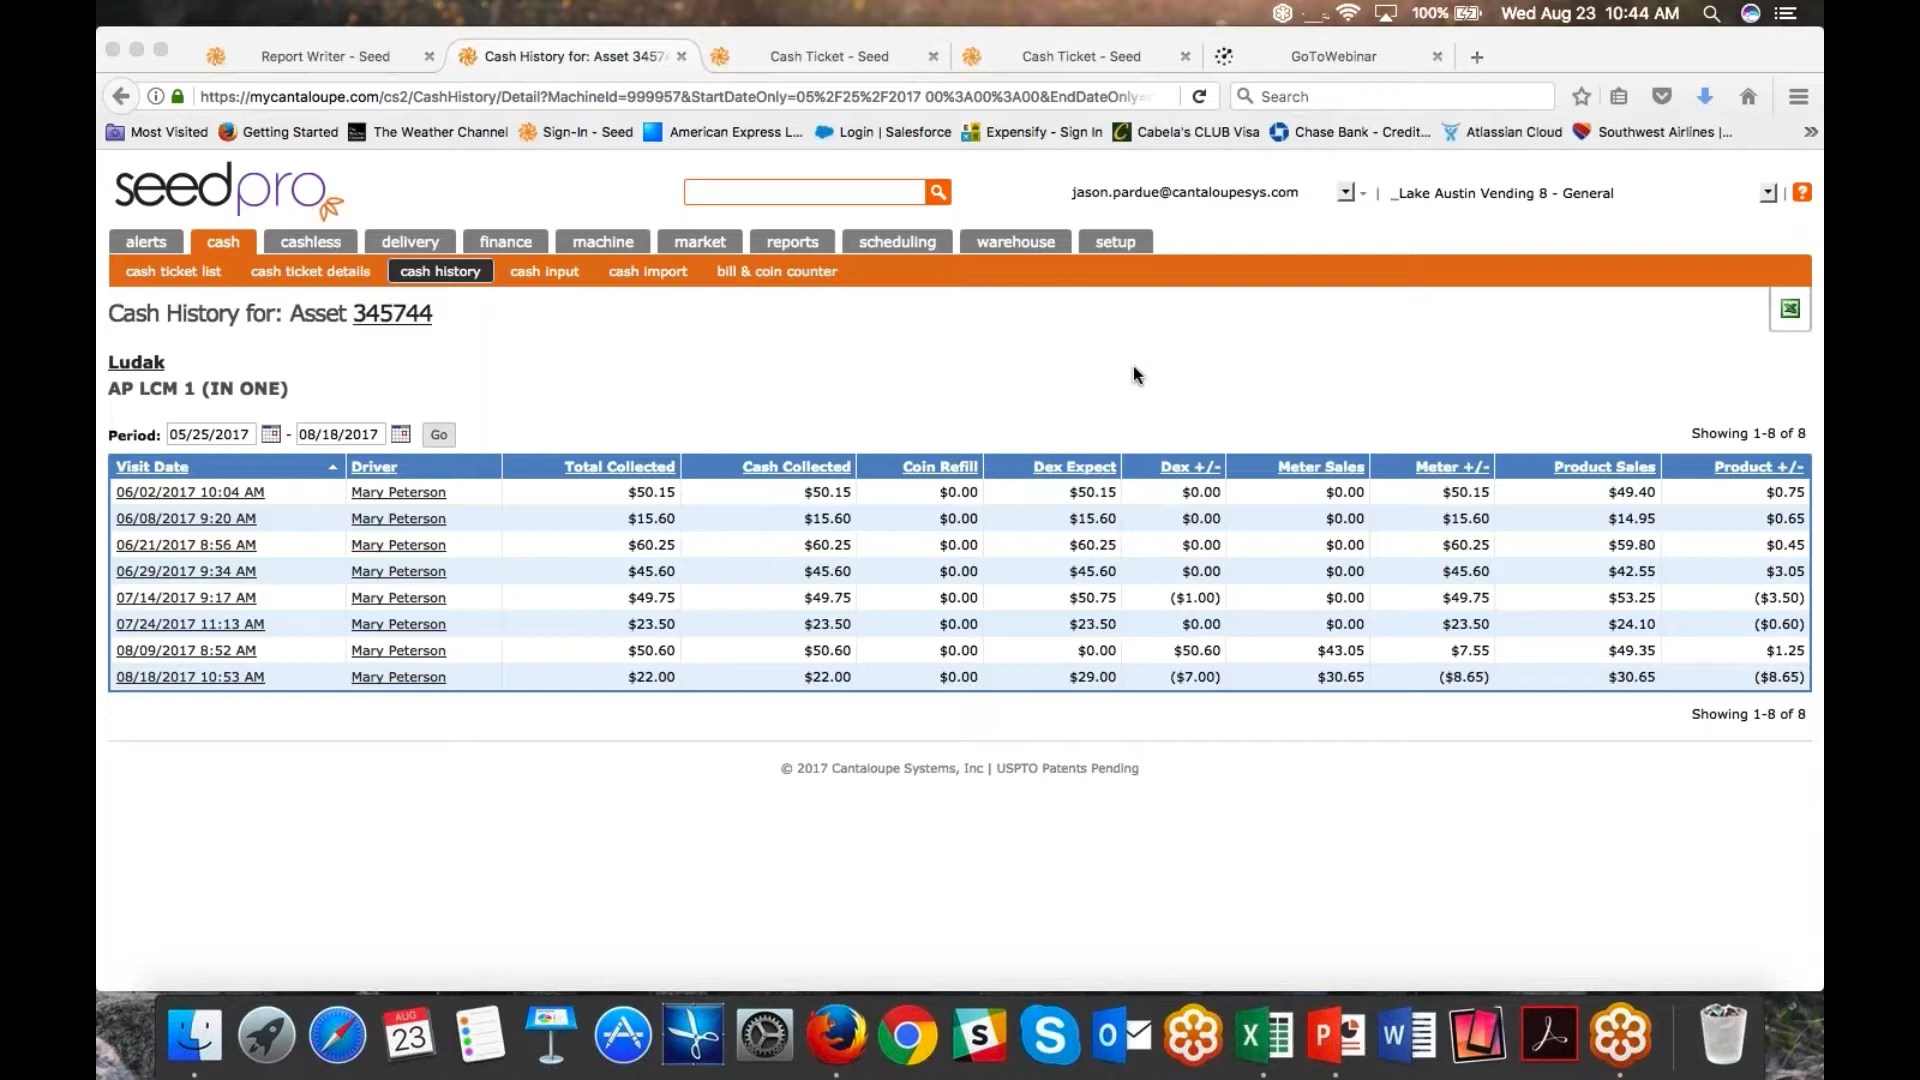 100% Wed Aug 23 10:44 AM
Report Writer - Seed Cash History for: Asset 3457 Cash Ticket - Seed Cash Ticket - Seed GoToWebinar
https://mycantaloupe.com/cs2/CashHistory/Detail?MachineId=999957&StartDateOnly=05%2F25%2F2017 00%3A00%3A00&EndDateOnly= Search
Most Visited Getting Started The Weather Channel Sign-In - Seed American Express L... Login | Salesforce Expensify - Sign In Cabela's CLUB Visa Chase Bank - Credit... Atlassian Cloud Southwest Airlines |...
seedpro
jason.pardue@cantaloupesys.com - | _Lake Austin Vending 8 - General | ?
alerts cash cashless delivery finance machine market reports scheduling warehouse setup
cash ticket list cash ticket details cash history cash input cash import bill & coin counter
Cash History for: Asset 345744
Ludak
AP LCM 1 (IN ONE)
Period: 05/25/2017 - 08/18/2017 Go Showing 1-8 of 8
Visit Date Driver Total Collected Cash Collected Coin Refill Dex Expect Dex +/- Meter Sales Meter +/- Product Sales Product +/-
06/02/2017 10:04 AM Mary Peterson $50.15 $50.15 $0.00 $50.15 $0.00 $0.00 $50.15 $49.40 $0.75
06/08/2017 9:20 AM Mary Peterson $15.60 $15.60 $0.00 $15.60 $0.00 $0.00 $15.60 $14.95 $0.65
06/21/2017 8:56 AM Mary Peterson $60.25 $60.25 $0.00 $60.25 $0.00 $0.00 $60.25 $59.80 $0.45
06/29/2017 9:34 AM Mary Peterson $45.60 $45.60 $0.00 $45.60 $0.00 $0.00 $45.60 $42.55 $3.05
07/14/2017 9:17 AM Mary Peterson $49.75 $49.75 $0.00 $50.75 ($1.00) $0.00 $49.75 $53.25 ($3.50)
07/24/2017 11:13 AM Mary Peterson $23.50 $23.50 $0.00 $23.50 $0.00 $0.00 $23.50 $24.10 ($0.60)
08/09/2017 8:52 AM Mary Peterson $50.60 $50.60 $0.00 $0.00 $50.60 $43.05 $7.55 $49.35 $1.25
08/18/2017 10:53 AM Mary Peterson $22.00 $22.00 $0.00 $29.00 ($7.00) $30.65 ($8.65) $30.65 ($8.65)
Showing 1-8 of 8
© 2017 Cantaloupe Systems, Inc | USPTO Patents Pending
AUG
23